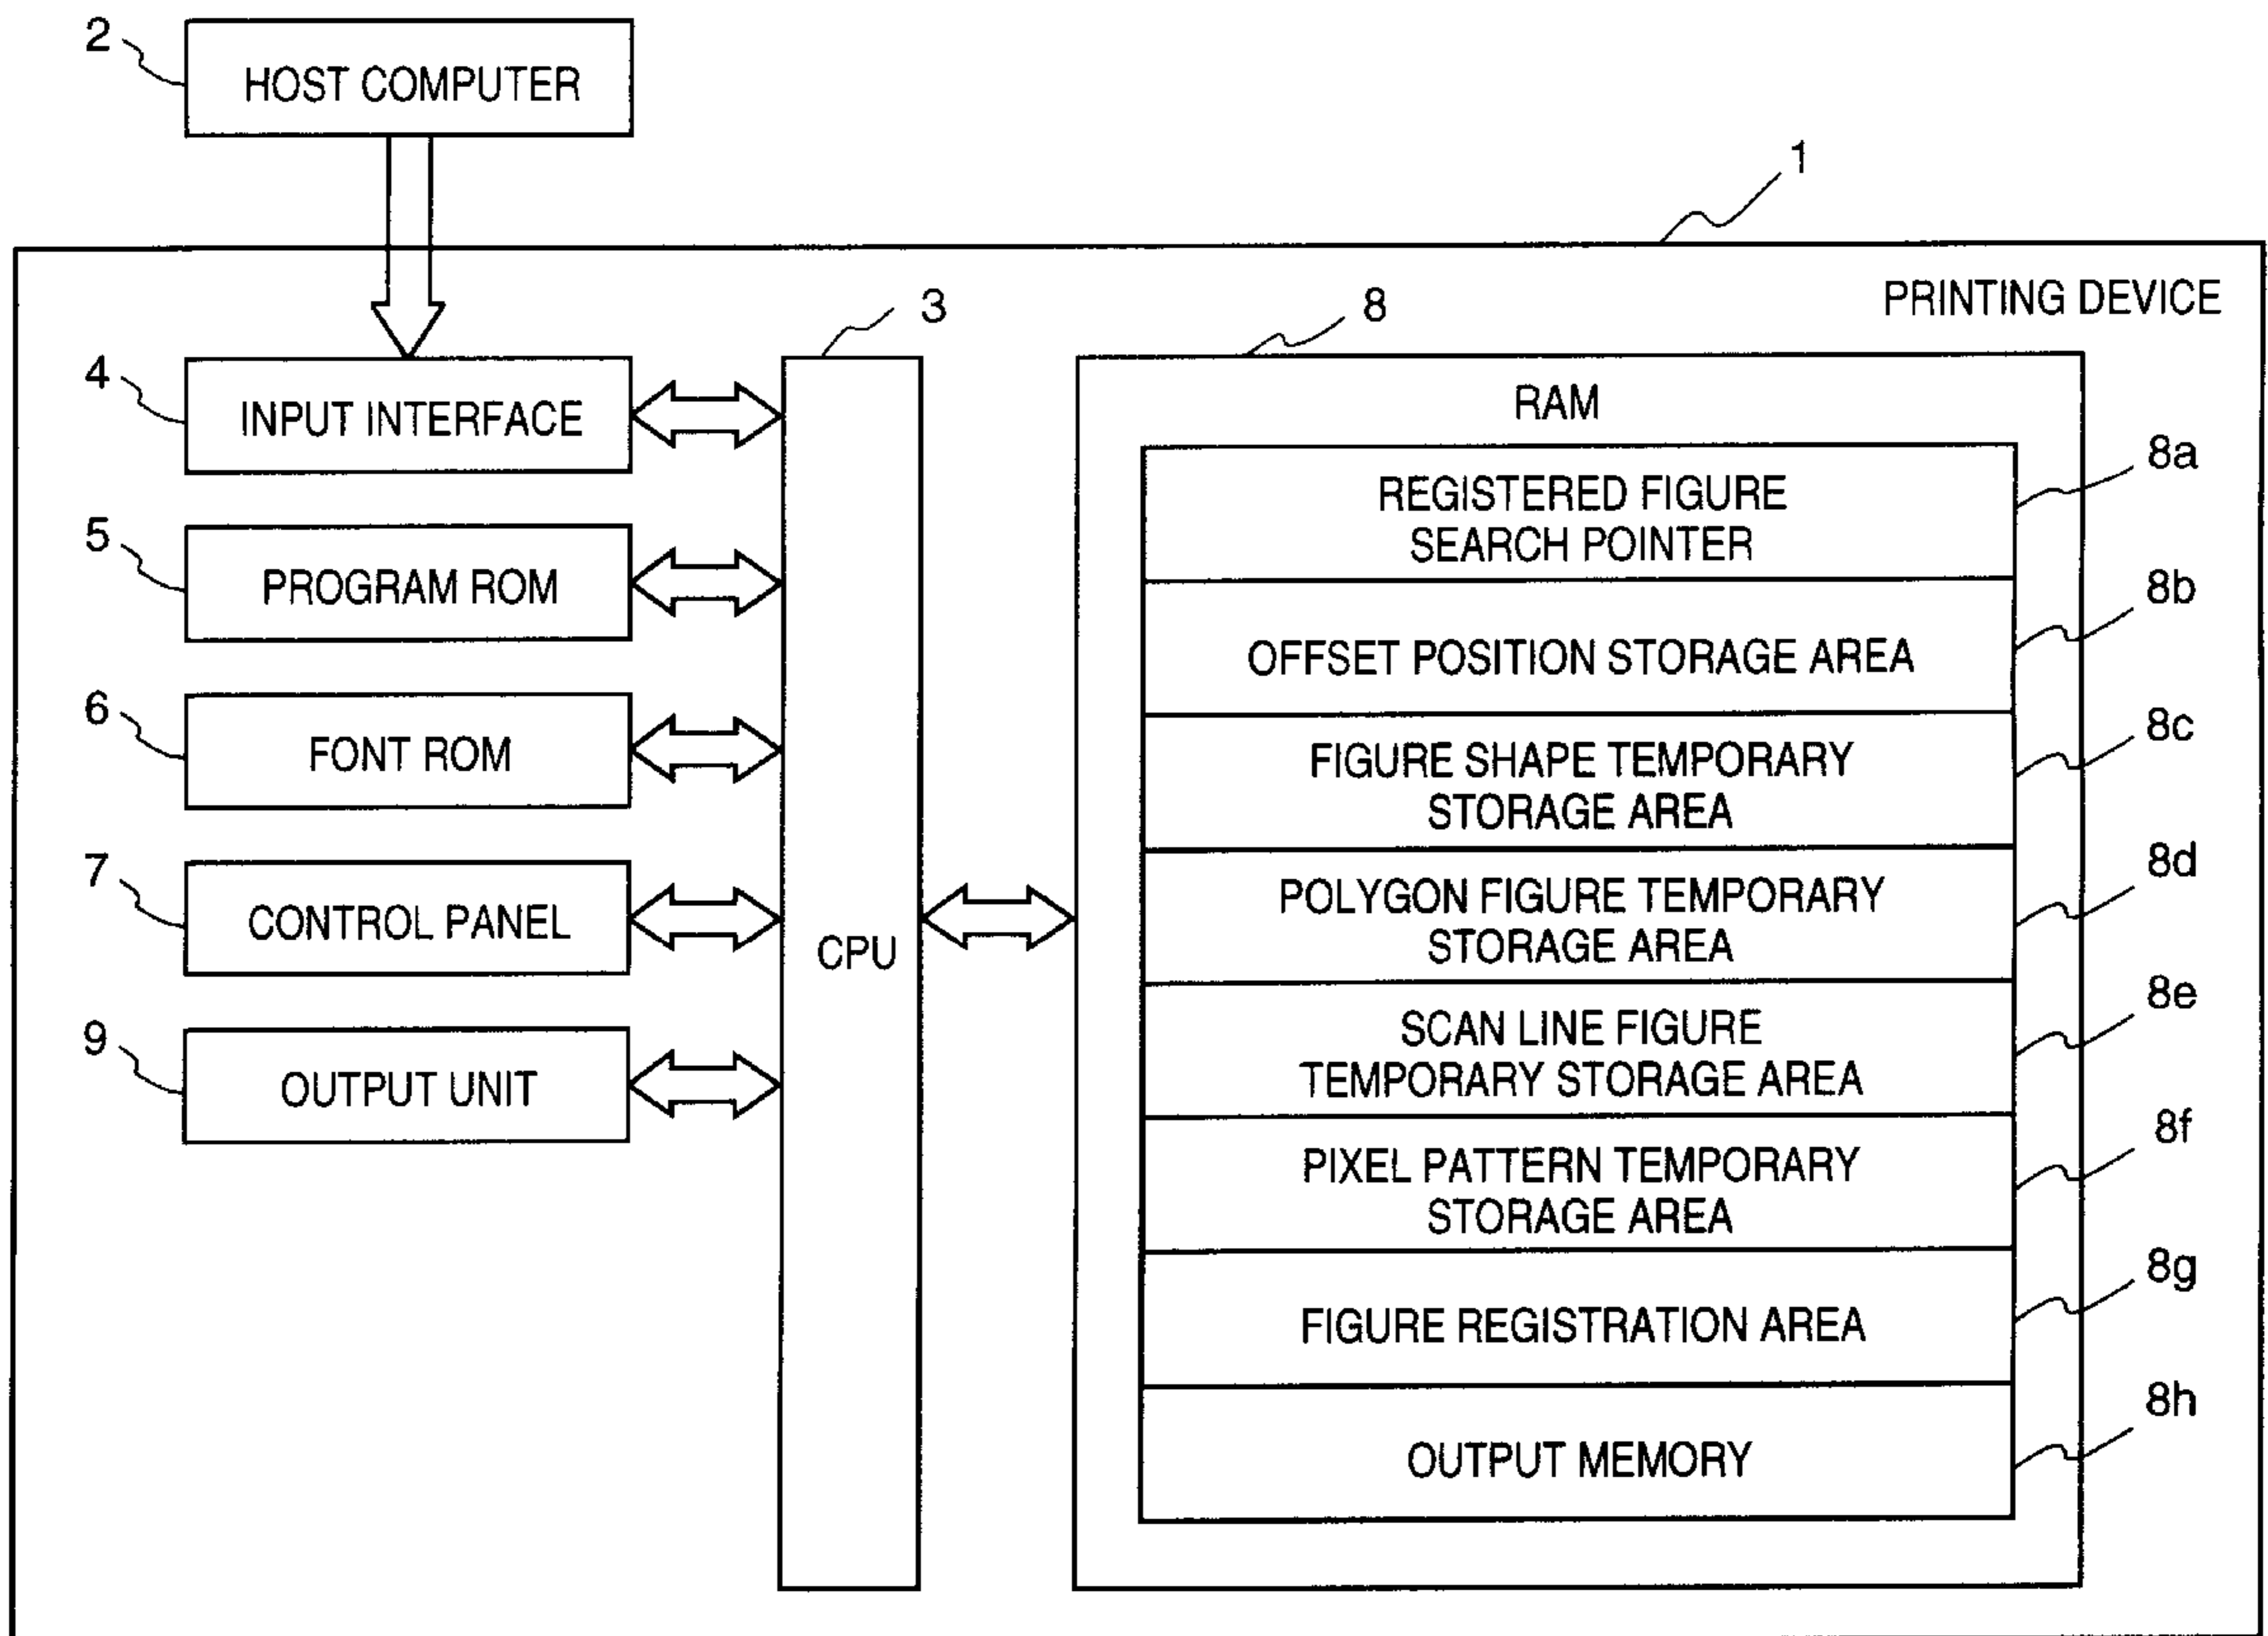 2
HOST COMPUTER
1
PRINTING DEVICE
3
8
4
INPUT INTERFACE
5
PROGRAM ROM
6
FONT ROM
7
CONTROL PANEL
9
OUTPUT UNIT
CPU
RAM
REGISTERED FIGURE
SEARCH POINTER
8a
OFFSET POSITION STORAGE AREA
8b
FIGURE SHAPE TEMPORARY
STORAGE AREA
8c
POLYGON FIGURE TEMPORARY
STORAGE AREA
8d
SCAN LINE FIGURE
TEMPORARY STORAGE AREA
8e
PIXEL PATTERN TEMPORARY
STORAGE AREA
8f
FIGURE REGISTRATION AREA
8g
OUTPUT MEMORY
8h